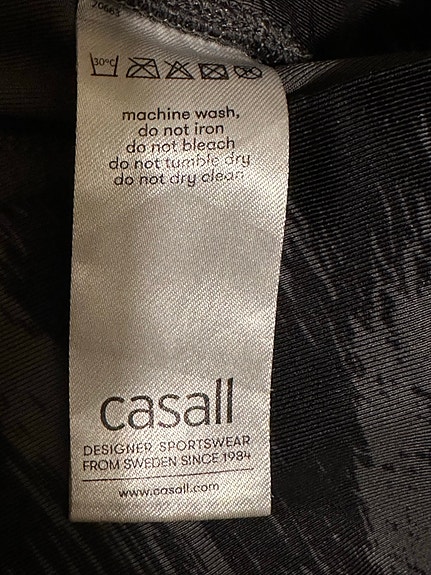 30°C
machine wash,
do not iron
do not bleach
do not tumble dry
do not dry clean
casall
DESIGNER SPORTSWEAR
FROM SWEDEN SINCE 1984
www.casall.com